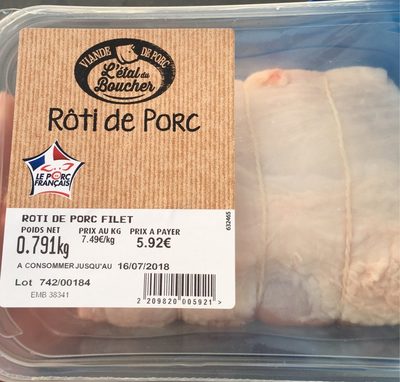 VIANDE DE PORC
L'étal du
Boucher
Rôti de Porc
LE PORC
FRANÇAIS
ROTI DE PORC FILET
POIDS NET PRIX AU KG PRIX A PAYER
0.791kg 7.49€/kg 5.92€
A CONSOMMER JUSQU'AU 16/07/2018
Lot 742/00184
EMB 38341
2 209820 005921 >
632465